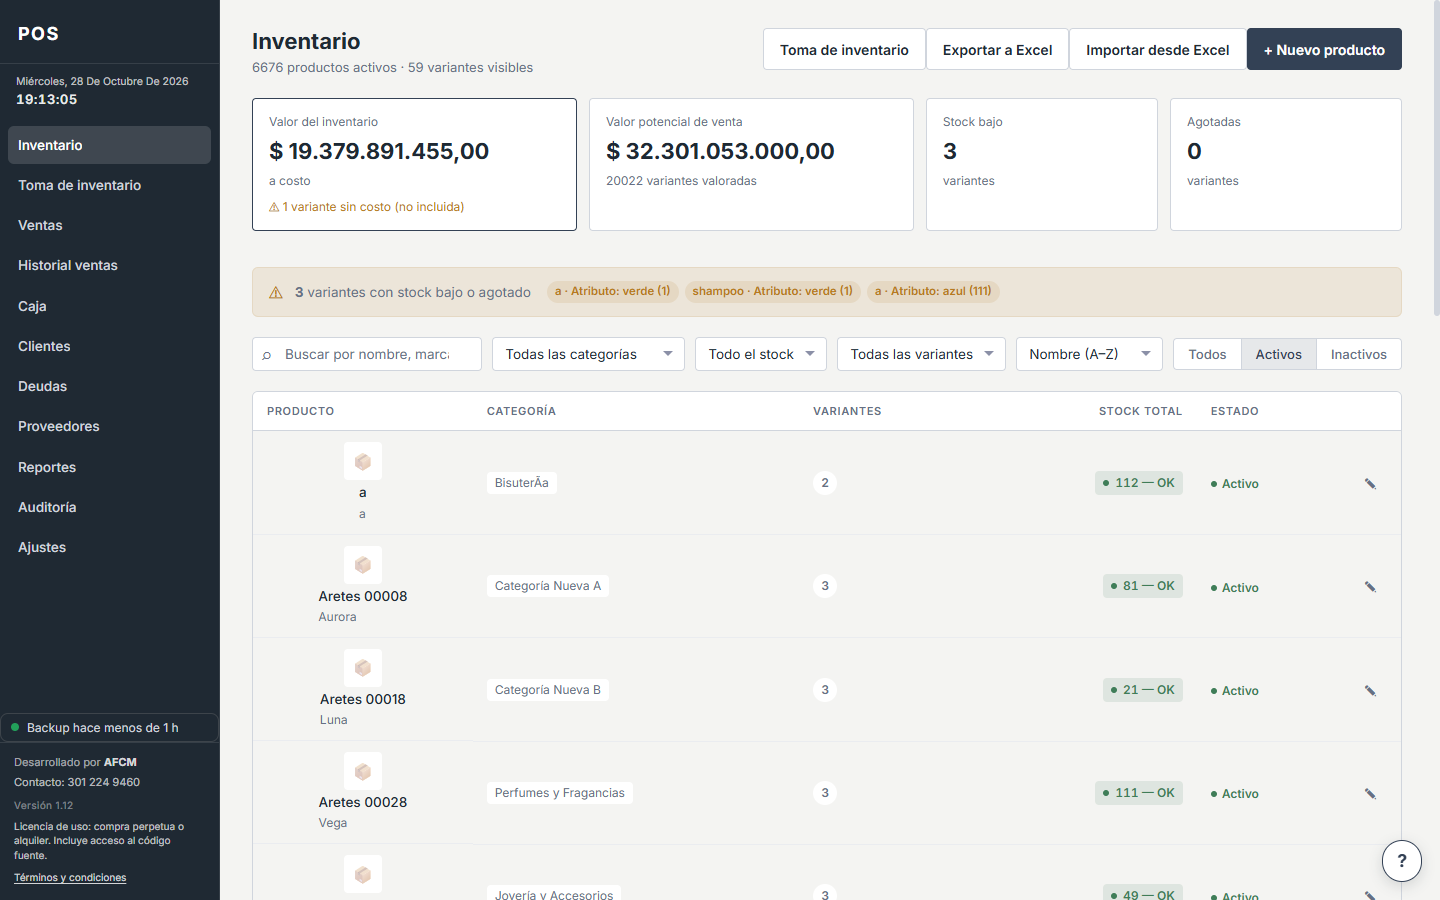 POS
Miércoles, 28 De Octubre De 2026
19:13:05
Inventario
Toma de inventario
Ventas
Historial ventas
Caja
Clientes
Deudas
Proveedores
Reportes
Auditoría
Ajustes
Backup hace menos de 1 h
Desarrollado por AFCM
Contacto: 301 224 9460
Versión 1.12
Licencia de uso: compra perpetua o
alquiler. Incluye acceso al código
fuente.
Términos y condiciones
Inventario
6676 productos activos · 59 variantes visibles
Toma de inventario
Exportar a Excel
Importar desde Excel
+ Nuevo producto
Valor del inventario
$ 19.379.891.455,00
a costo
⚠ 1 variante sin costo (no incluida)
Valor potencial de venta
$ 32.301.053.000,00
20022 variantes valoradas
Stock bajo
3
variantes
Agotadas
0
variantes
⚠ 3 variantes con stock bajo o agotado
a · Atributo: verde (1)
shampoo · Atributo: verde (1)
a · Atributo: azul (111)
Buscar por nombre, marca
Todas las categorías
Todo el stock
Todas las variantes
Nombre (A–Z)
Todos
Activos
Inactivos
PRODUCTO CATEGORÍA VARIANTES STOCK TOTAL ESTADO
a
a
BisuterÃa
2
112 — OK
Activo
Aretes 00008
Aurora
Categoría Nueva A
3
81 — OK
Activo
Aretes 00018
Luna
Categoría Nueva B
3
21 — OK
Activo
Aretes 00028
Vega
Perfumes y Fragancias
3
111 — OK
Activo
Joyería y Accesorios
3
49 — OK
Activo
?